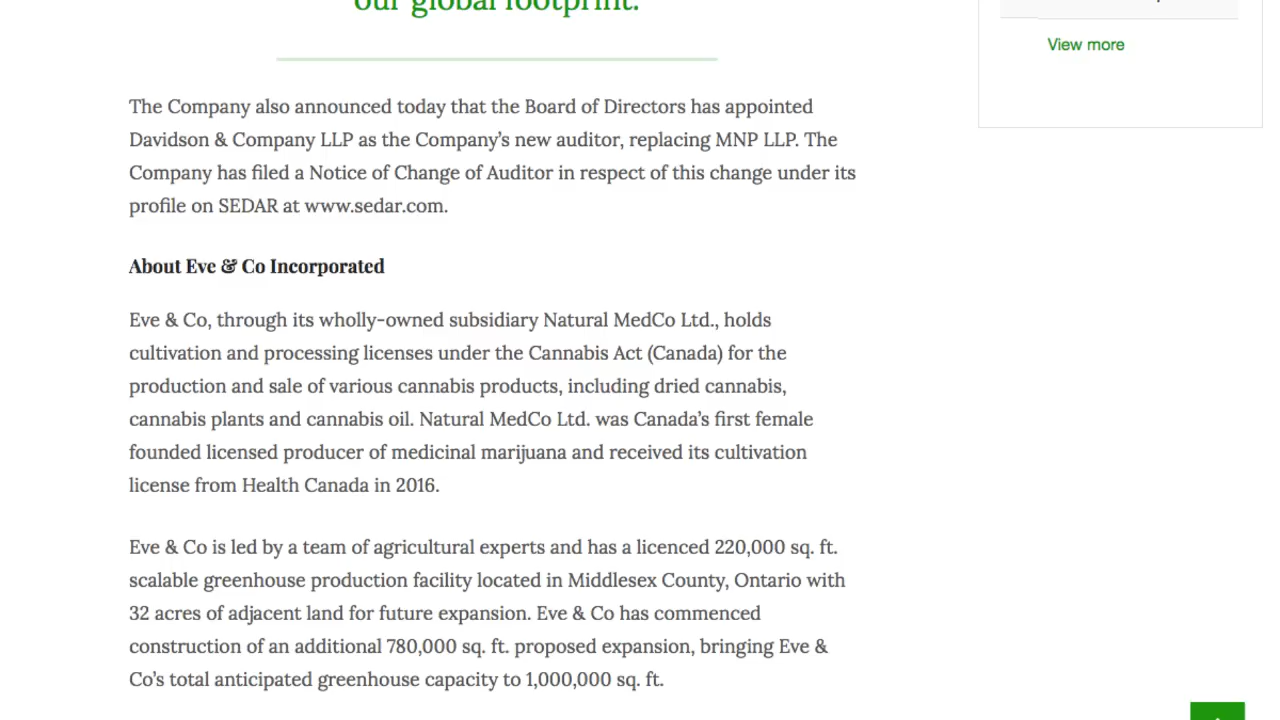 our global footprint.
View more
The Company also announced today that the Board of Directors has appointed
Davidson & Company LLP as the Company’s new auditor, replacing MNP LLP. The
Company has filed a Notice of Change of Auditor in respect of this change under its
profile on SEDAR at www.sedar.com.
About Eve & Co Incorporated
Eve & Co, through its wholly-owned subsidiary Natural MedCo Ltd., holds
cultivation and processing licenses under the Cannabis Act (Canada) for the
production and sale of various cannabis products, including dried cannabis,
cannabis plants and cannabis oil. Natural MedCo Ltd. was Canada’s first female
founded licensed producer of medicinal marijuana and received its cultivation
license from Health Canada in 2016.
Eve & Co is led by a team of agricultural experts and has a licenced 220,000 sq. ft.
scalable greenhouse production facility located in Middlesex County, Ontario with
32 acres of adjacent land for future expansion. Eve & Co has commenced
construction of an additional 780,000 sq. ft. proposed expansion, bringing Eve &
Co’s total anticipated greenhouse capacity to 1,000,000 sq. ft.